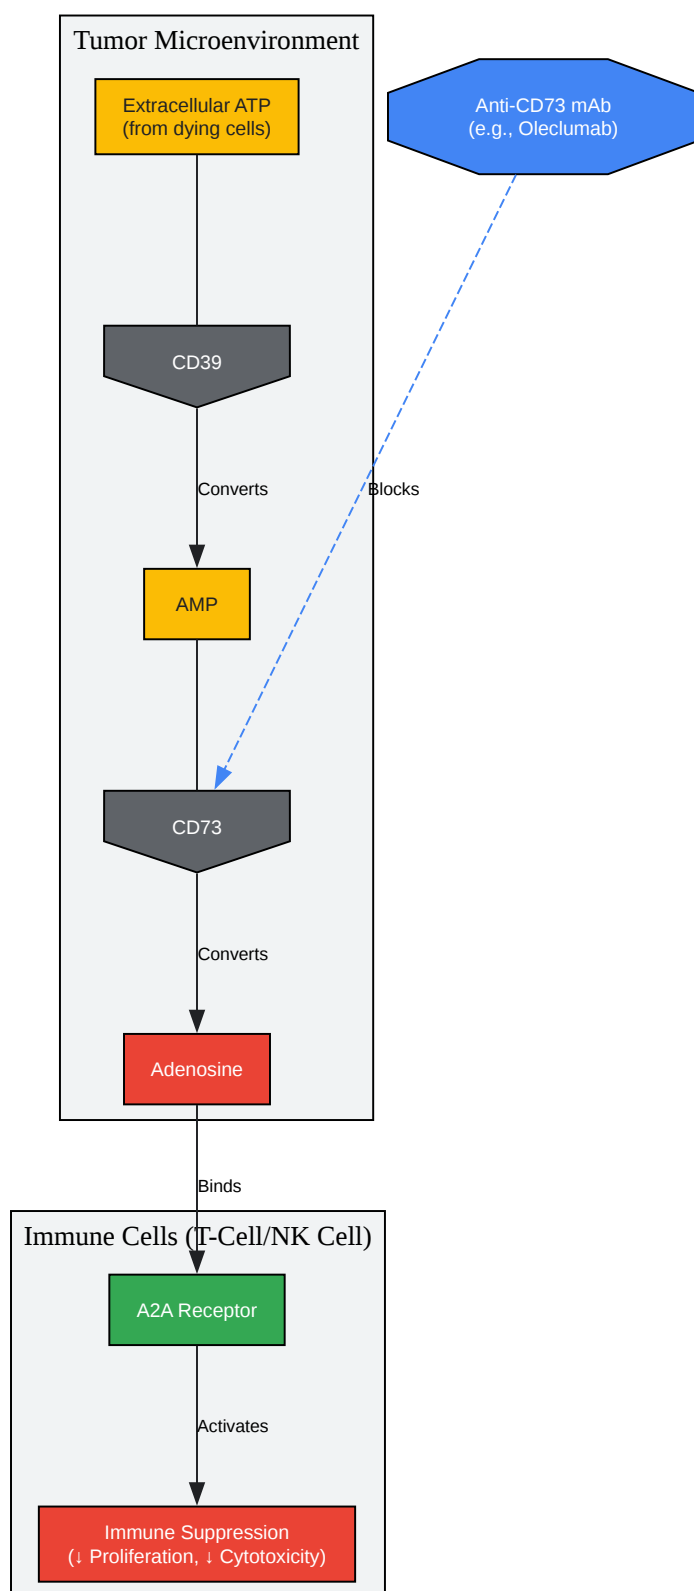 Tumor Microenvironment
Extracellular ATP
(from dying cells)
Anti-CD73 mAb
(e.g., Oleclumab)
CD39
Converts
Blocks
AMP
CD73
Converts
Adenosine
Binds
Immune Cells (T-Cell/NK Cell)
A2A Receptor
Activates
Immune Suppression
(↓ Proliferation, ↓ Cytotoxicity)